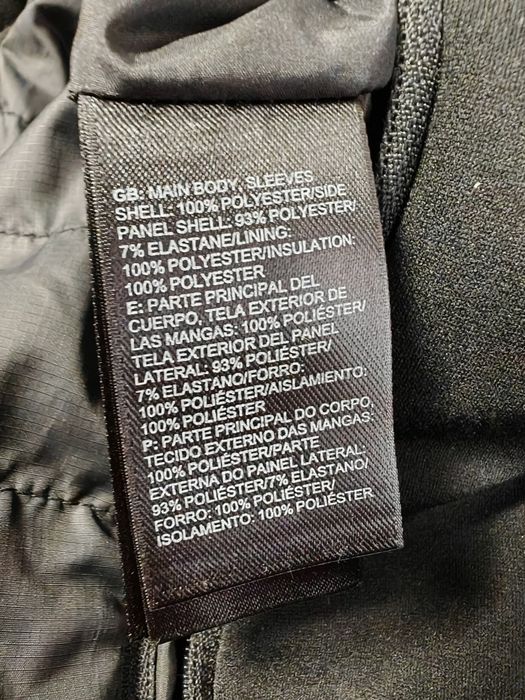 GB: MAIN BODY, SLEEVES
SHELL: 100% POLYESTER/SIDE
PANEL SHELL: 93% POLYESTER/
7% ELASTANE/LINING:
100% POLYESTER/INSULATION:
100% POLYESTER
E: PARTE PRINCIPAL DEL
CUERPO, TELA EXTERIOR DE
LAS MANGAS: 100% POLIÉSTER/
TELA EXTERIOR DEL PANEL
LATERAL: 93% POLIÉSTER/
7% ELASTANO/FORRO:
100% POLIÉSTER/AISLAMIENTO:
100% POLIÉSTER
P: PARTE PRINCIPAL DO CORPO,
TECIDO EXTERNO DAS MANGAS:
100% POLIÉSTER/PARTE
EXTERNA DO PAINEL LATERAL:
93% POLIÉSTER/7% ELASTANO/
FORRO: 100% POLIÉSTER/
ISOLAMENTO: 100% POLIÉSTER